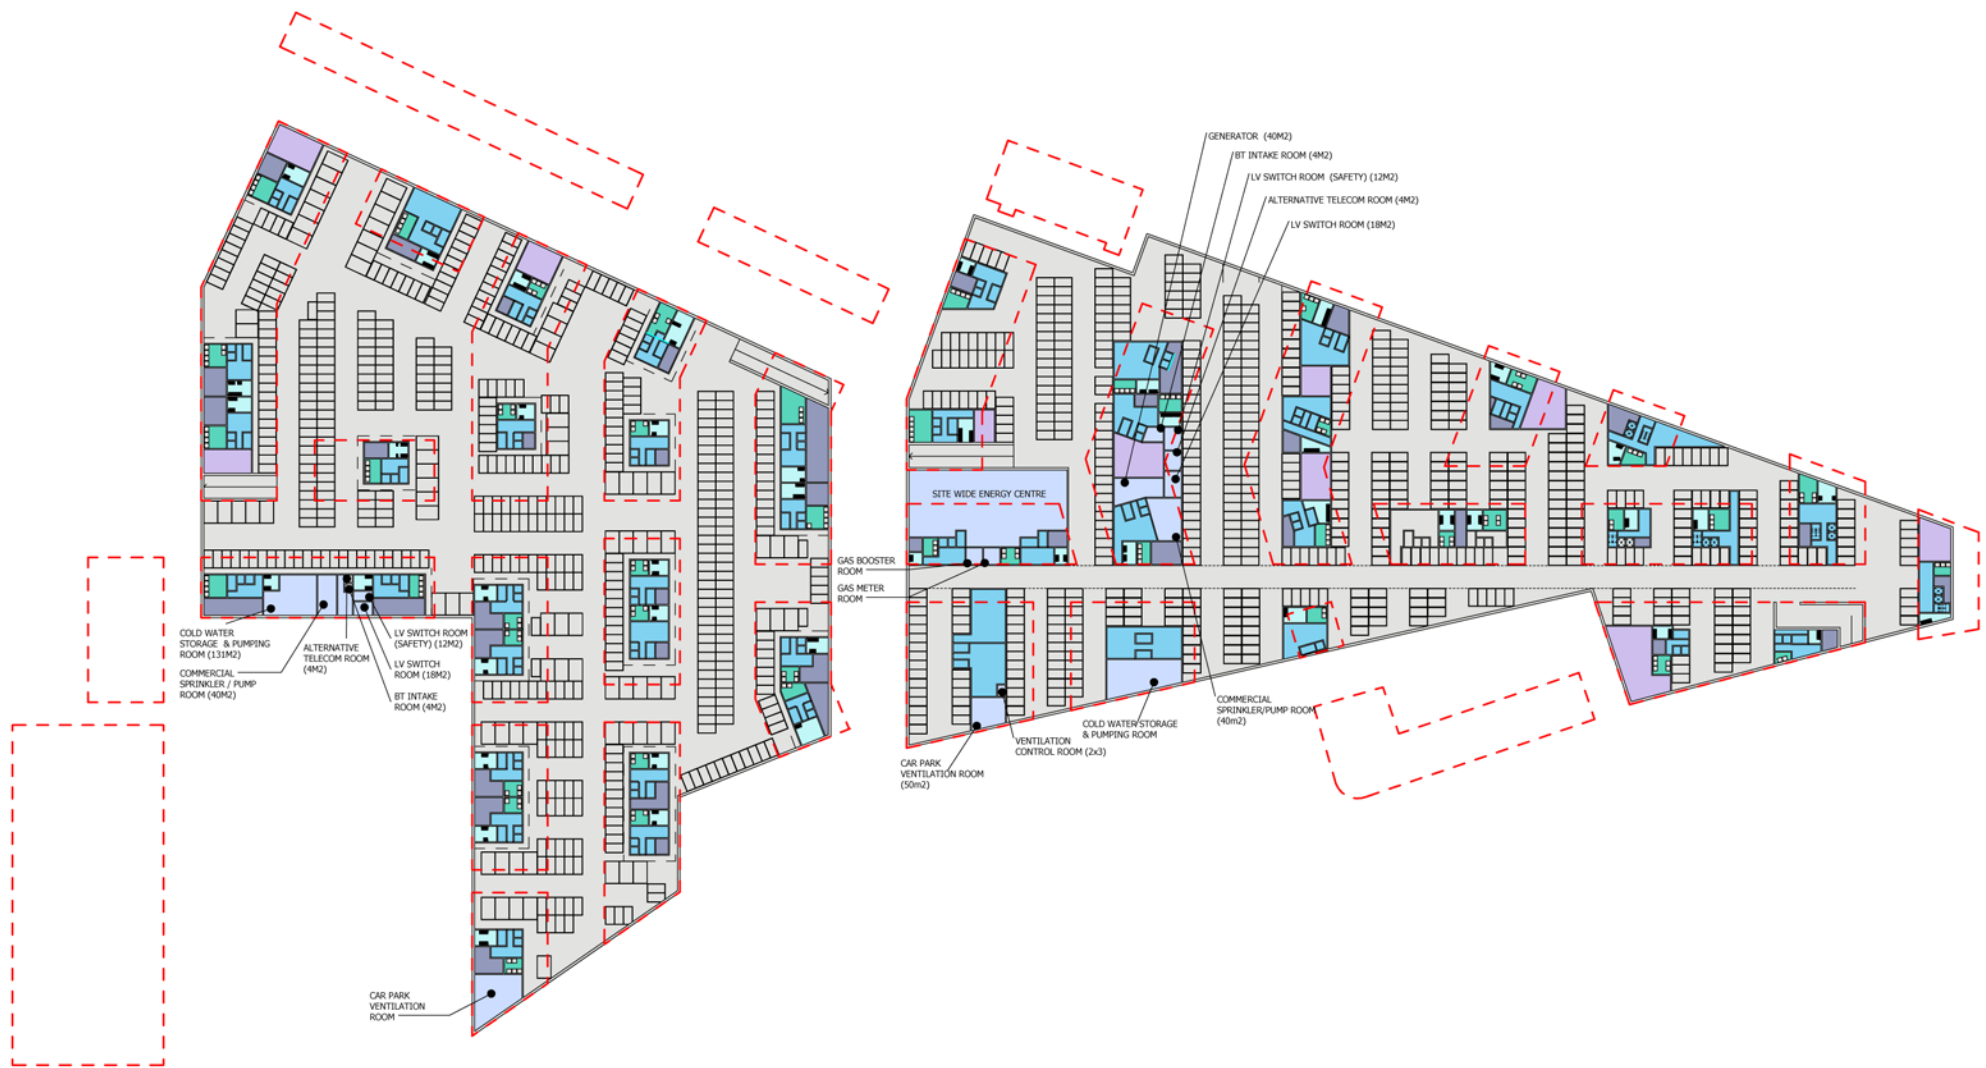 GENERATOR (40M2)
BT INTAKE ROOM (4M2)
LV SWITCH ROOM (SAFETY) (12M2)
ALTERNATIVE TELECOM ROOM (4M2)
LV SWITCH ROOM (18M2)
SITE WIDE ENERGY CENTRE
GAS BOOSTER
ROOM
GAS METER
ROOM
COLD WATER
STORAGE & PUMPING
ROOM (131M2)
COMMERCIAL
SPRINKLER / PUMP
ROOM (40M2)
ALTERNATIVE
TELECOM ROOM
(4M2)
LV SWITCH ROOM
(SAFETY) (12M2)
LV SWITCH
ROOM (18M2)
BT INTAKE
ROOM (4M2)
COMMERCIAL
SPRINKLER/PUMP ROOM
(40m2)
COLD WATER STORAGE
& PUMPING ROOM
VENTILATION
CONTROL ROOM (2x3)
CAR PARK
VENTILATION ROOM
(50m2)
CAR PARK
VENTILATION
ROOM